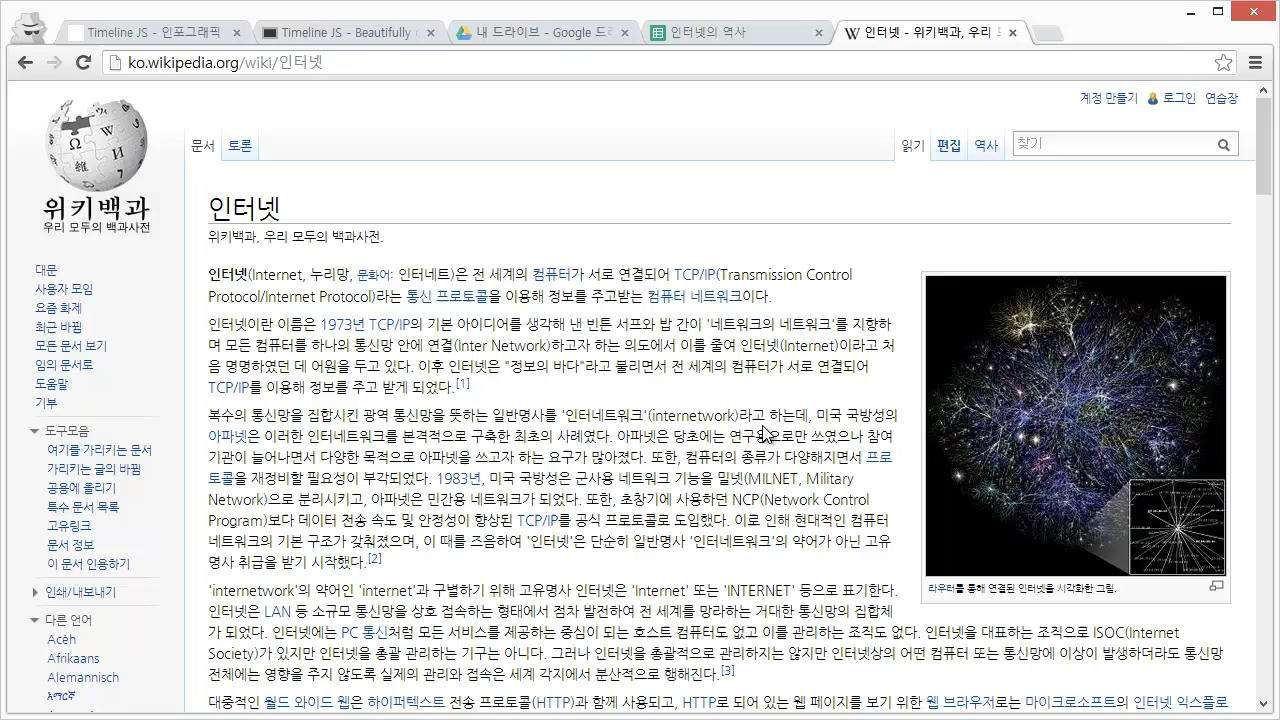 Timeline JS - 인포그래픽
Timeline JS - Beautifully
내 드라이브 - Google 드
인터넷의 역사
인터넷 - 위키백과, 우리
ko.wikipedia.org/wiki/인터넷
계정 만들기 로그인 연습장
문서 토론 읽기 편집 역사 찾기
위키백과
우리 모두의 백과사전
대문
사용자 모임
요즘 화제
최근 바뀜
모든 문서 보기
임의 문서로
도움말
기부
도구모음
여기를 가리키는 문서
가리키는 글의 바뀜
공용에 올리기
특수 문서 목록
고유링크
문서 정보
이 문서 인용하기
인쇄/내보내기
다른 언어
Acèh
Afrikaans
Alemannisch
አማርኛ
인터넷
위키백과, 우리 모두의 백과사전.
인터넷(Internet, 누리망, 문화어: 인터네트)은 전 세계의 컴퓨터가 서로 연결되어 TCP/IP(Transmission Control
Protocol/Internet Protocol)라는 통신 프로토콜을 이용해 정보를 주고받는 컴퓨터 네트워크이다.
인터넷이란 이름은 1973년 TCP/IP의 기본 아이디어를 생각해 낸 빈튼 서프와 밥 간이 '네트워크의 네트워크'를 지향하
며 모든 컴퓨터를 하나의 통신망 안에 연결(Inter Network)하고자 하는 의도에서 이를 줄여 인터넷(Internet)이라고 처
음 명명하였던 데 어원을 두고 있다. 이후 인터넷은 "정보의 바다"라고 불리면서 전 세계의 컴퓨터가 서로 연결되어
TCP/IP를 이용해 정보를 주고 받게 되었다.[1]
복수의 통신망을 집합시킨 광역 통신망을 뜻하는 일반명사를 '인터네트워크'(internetwork)라고 하는데, 미국 국방성의
아파넷은 이러한 인터네트워크를 본격적으로 구축한 최초의 사례였다. 아파넷은 당초에는 연구용으로만 쓰였으나 참여
기관이 늘어나면서 다양한 목적으로 아파넷을 쓰고자 하는 요구가 많아졌다. 또한, 컴퓨터의 종류가 다양해지면서 프로
토콜을 재정비할 필요성이 부각되었다. 1983년, 미국 국방성은 군사용 네트워크 기능을 밀넷(MILNET, Military
Network)으로 분리시키고, 아파넷은 민간용 네트워크가 되었다. 또한, 초창기에 사용하던 NCP(Network Control
Program)보다 데이터 전송 속도 및 안정성이 향상된 TCP/IP를 공식 프로토콜로 도입했다. 이로 인해 현대적인 컴퓨터
네트워크의 기본 구조가 갖춰졌으며, 이 때를 즈음하여 '인터넷'은 단순히 일반명사 '인터네트워크'의 약어가 아닌 고유
명사 취급을 받기 시작했다.[2]
'internetwork'의 약어인 'internet'과 구별하기 위해 고유명사 인터넷은 'Internet' 또는 'INTERNET' 등으로 표기한다.
인터넷은 LAN 등 소규모 통신망을 상호 접속하는 형태에서 점차 발전하여 전 세계를 망라하는 거대한 통신망의 집합체
가 되었다. 인터넷에는 PC 통신처럼 모든 서비스를 제공하는 중심이 되는 호스트 컴퓨터도 없고 이를 관리하는 조직도 없다. 인터넷을 대표하는 조직으로 ISOC(Internet
Society)가 있지만 인터넷을 총괄 관리하는 기구는 아니다. 그러나 인터넷을 총괄적으로 관리하지는 않지만 인터넷상의 어떤 컴퓨터 또는 통신망에 이상이 발생하더라도 통신망
전체에는 영향을 주지 않도록 실제의 관리와 접속은 세계 각지에서 분산적으로 행해진다.[3]
대중적인 월드 와이드 웹은 하이퍼텍스트 전송 프로토콜(HTTP)과 함께 사용되고, HTTP로 되어 있는 웹 페이지를 보기 위한 웹 브라우저로는 마이크로소프트의 인터넷 익스플로
라우터를 통해 연결된 인터넷을 시각화한 그림.